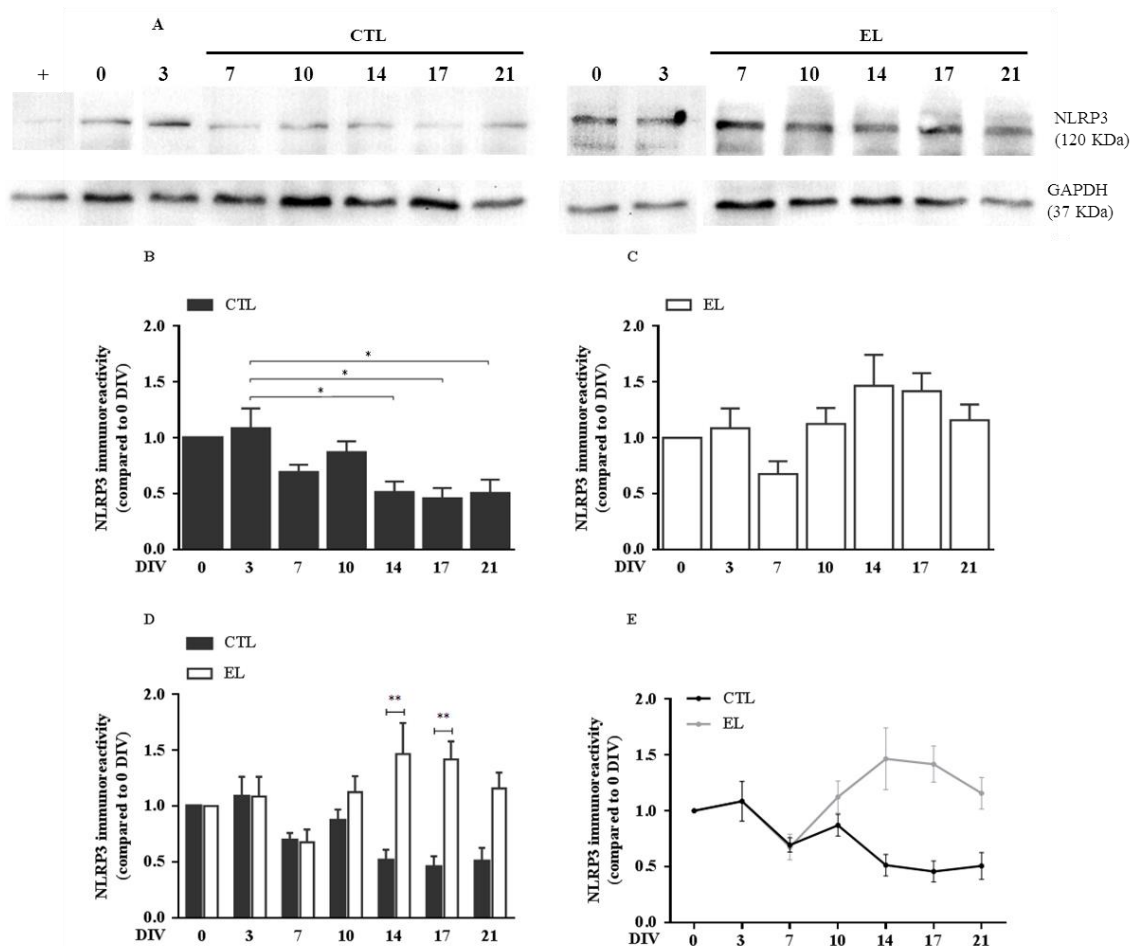 A
CTL
EL
+ 0 3 7 10 14 17 21
0 3 7 10 14 17 21
NLRP3
(120 KDa)
GAPDH
(37 KDa)
B
CTL
NLRP3 immunoreactivity
(compared to 0 DIV)
2.0
1.5
1.0
0.5
0.0
*
*
*
DIV 0 3 7 10 14 17 21
C
EL
NLRP3 immunoreactivity
(compared to 0 DIV)
2.0
1.5
1.0
0.5
0.0
DIV 0 3 7 10 14 17 21
D
CTL
EL
NLRP3 immunoreactivity
(compared to 0 DIV)
2.0
1.5
1.0
0.5
0.0
**
**
DIV 0 3 7 10 14 17 21
E
CTL
EL
NLRP3 immunoreactivity
(compared to 0 DIV)
2.0
1.5
1.0
0.5
0.0
DIV 0 3 7 10 14 17 21